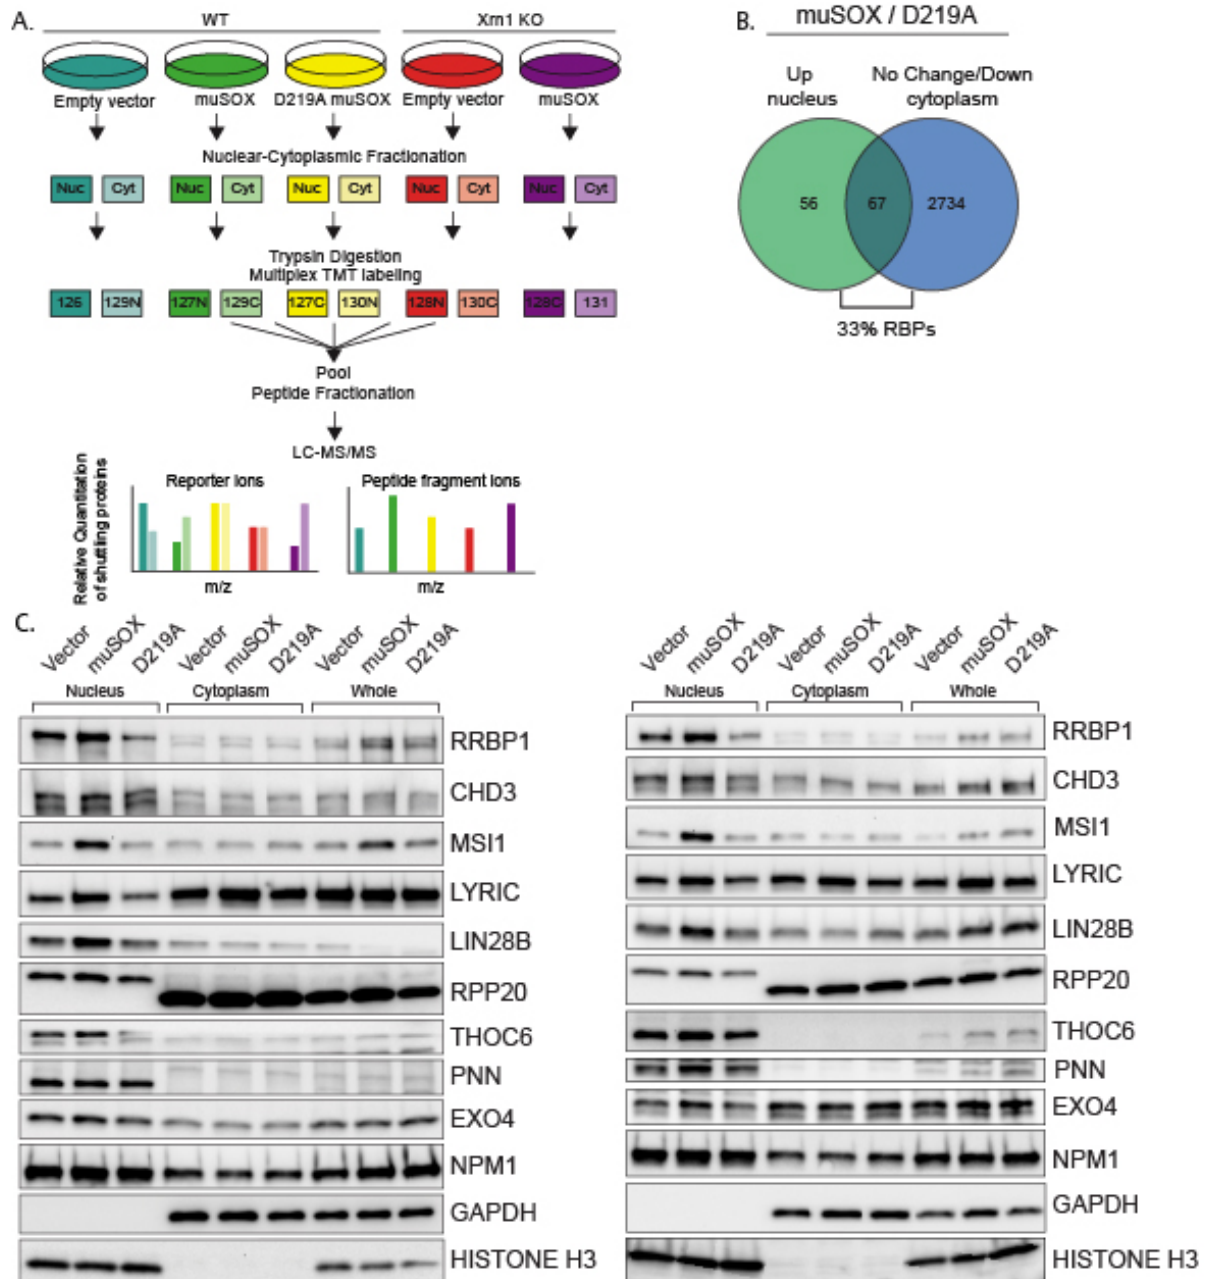 A.
WT
Xrn1 KO
Empty vector
muSOX
D219A muSOX
Empty vector
muSOX
Nuclear-Cytoplasmic Fractionation
Nuc Cyt Nuc Cyt Nuc Cyt Nuc Cyt Nuc Cyt
Trypsin Digestion
Multiplex TMT labeling
126 129N 127N 129C 127C 130N 128N 130C 128C 131
Pool
Peptide Fractionation
LC-MS/MS
Relative Quantitation
of shuttling proteins
Reporter Ions
m/z
Peptide fragment Ions
m/z
B.
muSOX / D219A
Up
nucleus
No Change/Down
cytoplasm
56 67 2734
33% RBPs
C.
Vector muSOX D219A Vector muSOX D219A Vector muSOX D219A
Nucleus Cytoplasm Whole
RRBP1
CHD3
MSI1
LYRIC
LIN28B
RPP20
THOC6
PNN
EXO4
NPM1
GAPDH
HISTONE H3
Vector muSOX D219A Vector muSOX D219A Vector muSOX D219A
Nucleus Cytoplasm Whole
RRBP1
CHD3
MSI1
LYRIC
LIN28B
RPP20
THOC6
PNN
EXO4
NPM1
GAPDH
HISTONE H3